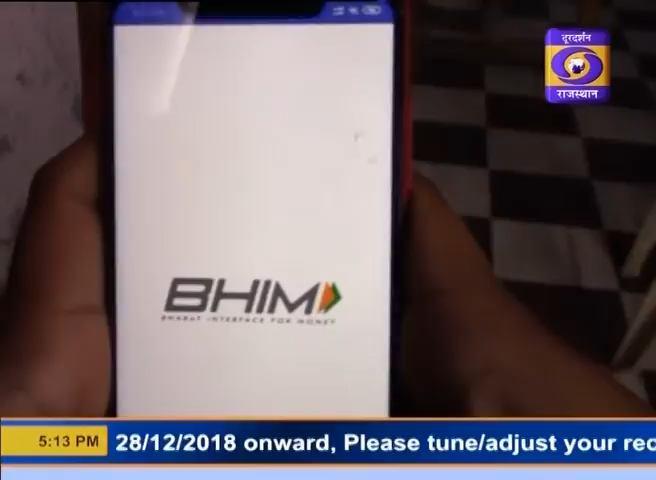 दूरदर्शन
राजस्थान
BHIM
BHARAT INTERFACE FOR MONEY
5:13 PM
28/12/2018 onward, Please tune/adjust your rec